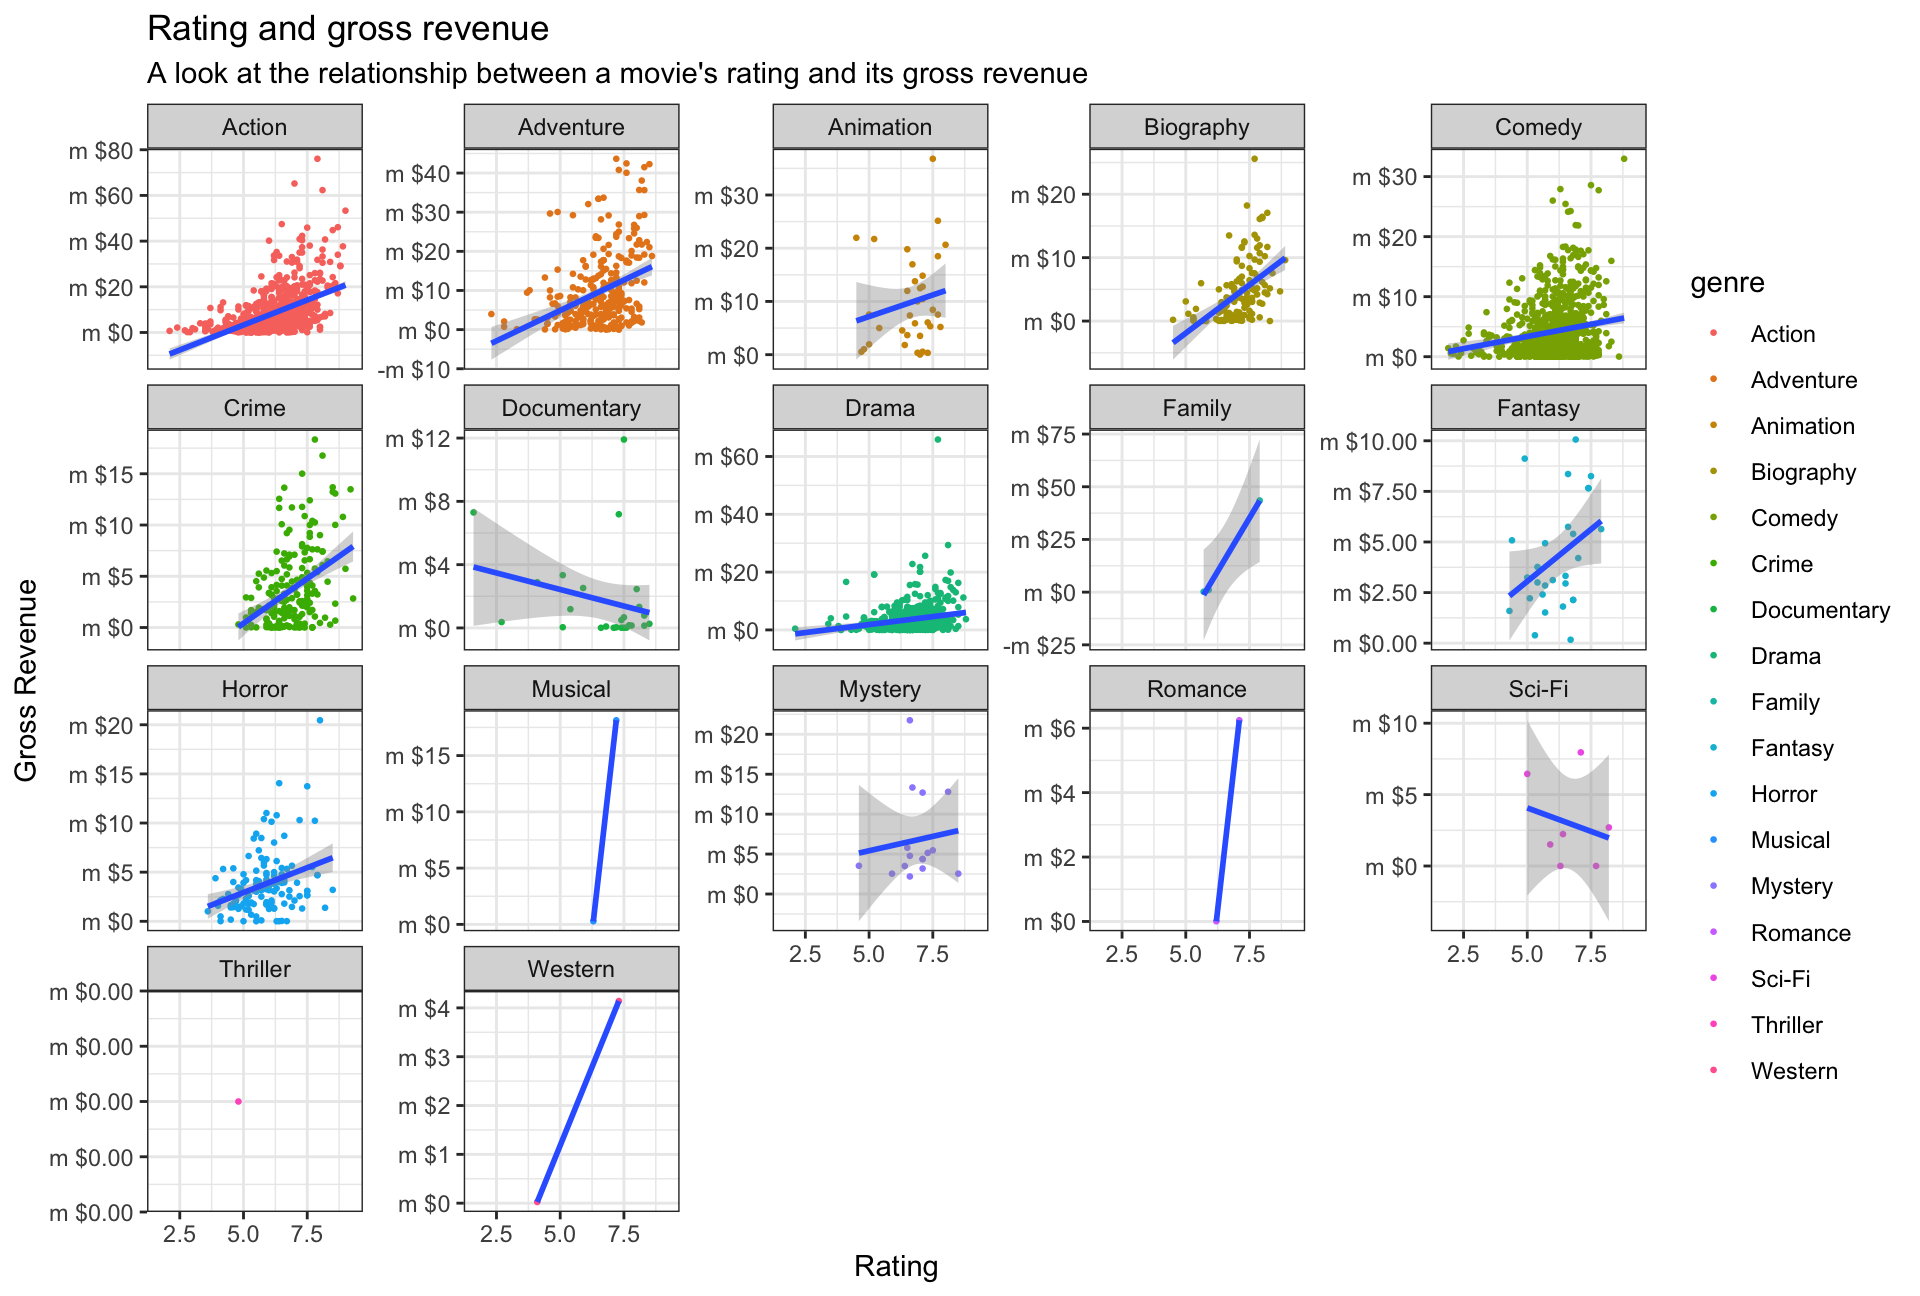 Rating and gross revenue
A look at the relationship between a movie's rating and its gross revenue
Action
Adventure
Animation
Biography
Comedy
m $80
m $60
m $40
m $20
m $0
m $40
m $30
m $20
m $10
m $0
-m $10
m $30
m $20
m $10
m $0
m $20
m $10
m $0
m $30
m $20
m $10
m $0
Crime
Documentary
Drama
Family
Fantasy
m $15
m $10
m $5
m $0
m $12
m $8
m $4
m $0
m $60
m $40
m $20
m $0
m $75
m $50
m $25
m $0
-m $25
m $10.00
m $7.50
m $5.00
m $2.50
m $0.00
Horror
Musical
Mystery
Romance
Sci-Fi
m $20
m $15
m $10
m $5
m $0
m $15
m $10
m $5
m $0
m $20
m $15
m $10
m $5
m $0
m $6
m $4
m $2
m $0
m $10
m $5
m $0
2.5 5.0 7.5
2.5 5.0 7.5
2.5 5.0 7.5
Thriller
Western
m $0.00
m $0.00
m $0.00
m $0.00
m $0.00
m $4
m $3
m $2
m $1
m $0
2.5 5.0 7.5
2.5 5.0 7.5
Gross Revenue
Rating
genre
Action
Adventure
Animation
Biography
Comedy
Crime
Documentary
Drama
Family
Fantasy
Horror
Musical
Mystery
Romance
Sci-Fi
Thriller
Western